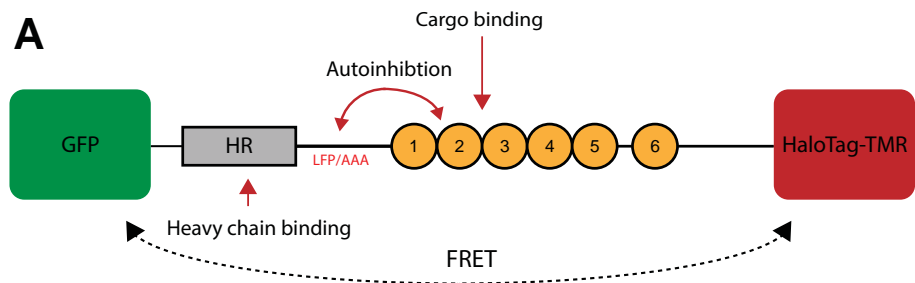 A
Cargo binding
Autoinhibtion
GFP
HR
LFP/AAA
1
2
3
4
5
6
HaloTag-TMR
Heavy chain binding
FRET